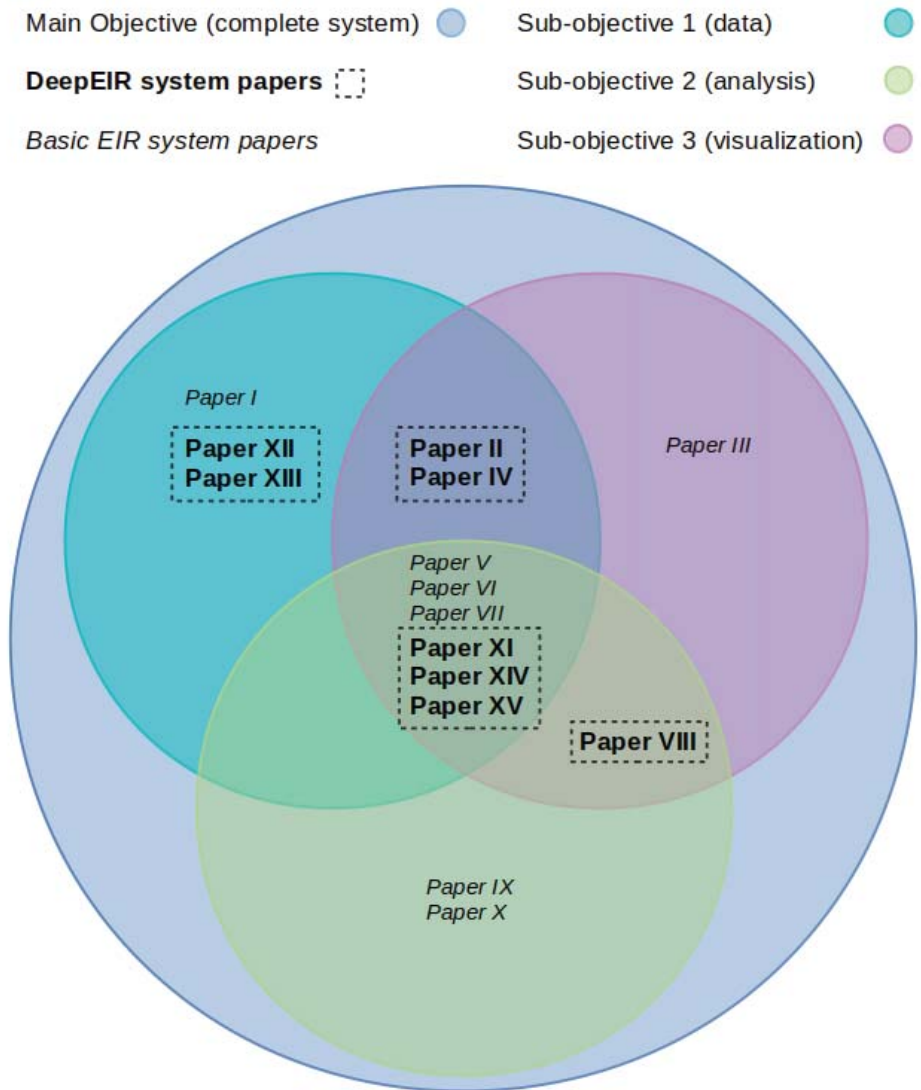 Main Objective (complete system)
Sub-objective 1 (data)
DeepEIR system papers
Sub-objective 2 (analysis)
Basic EIR system papers
Sub-objective 3 (visualization)
Paper I
Paper XII
Paper XIII
Paper II
Paper IV
Paper III
Paper V
Paper VI
Paper VII
Paper XI
Paper XIV
Paper XV
Paper VIII
Paper IX
Paper X